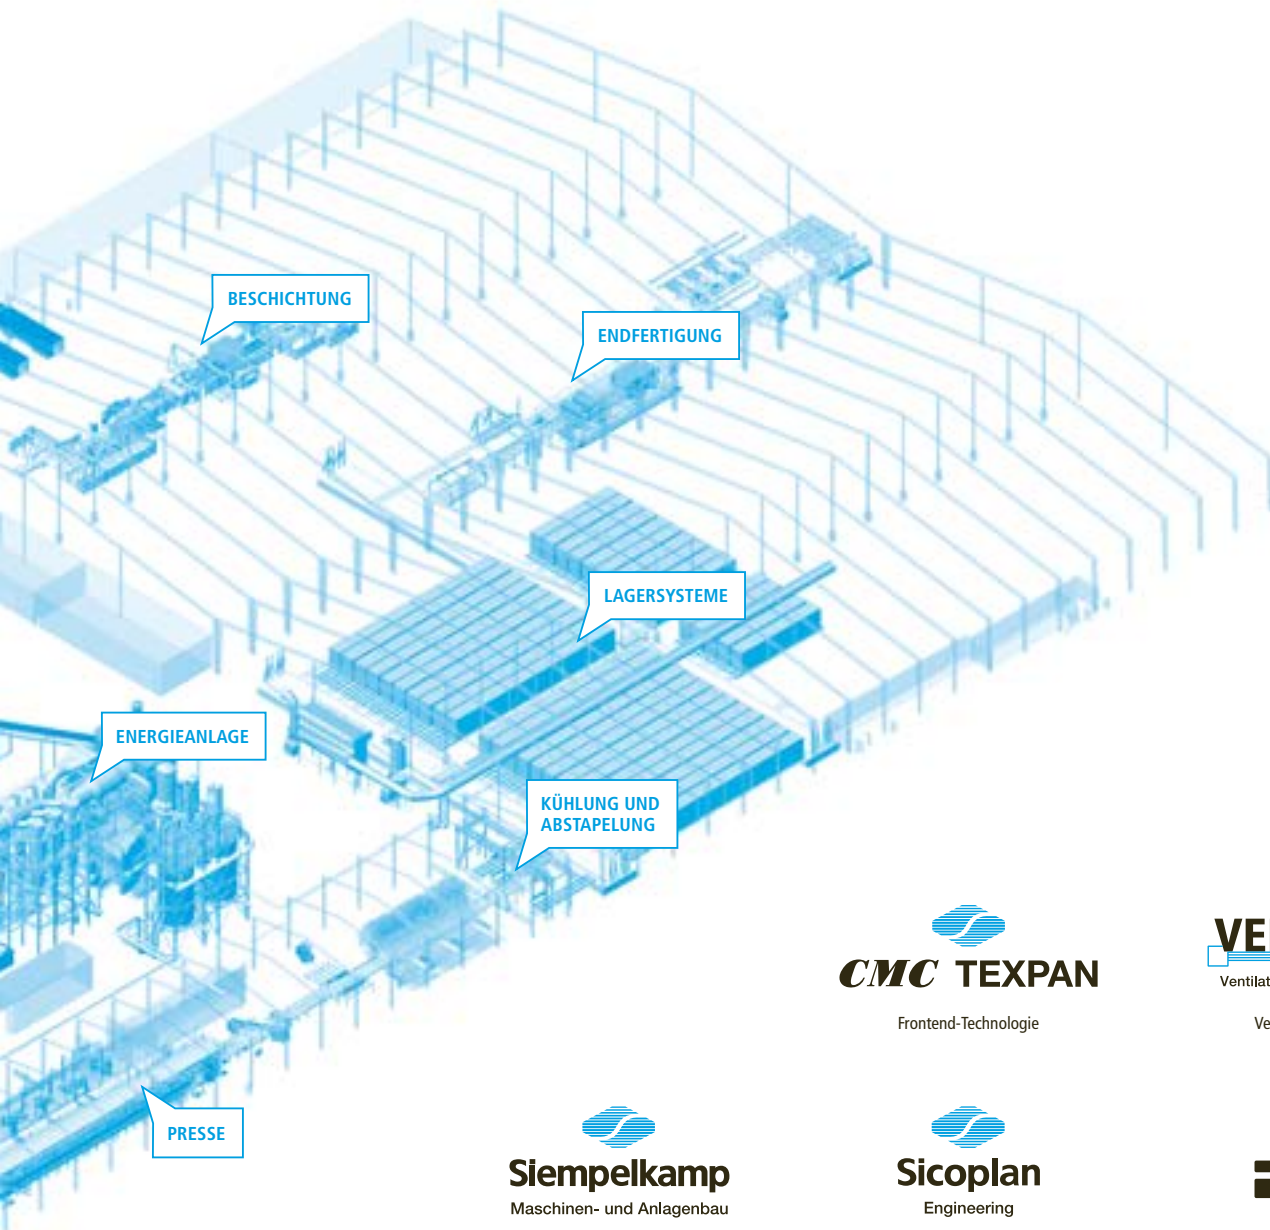 BESCHICHTUNG
ENDFERTIGUNG
LAGERSYSTEME
ENERGIEANLAGE
KÜHLUNG UND
ABSTAPELUNG
PRESSE
CMC TEXPAN
Frontend-Technologie
Siempelkamp
Maschinen- und Anlagenbau
Sicoplan
Engineering